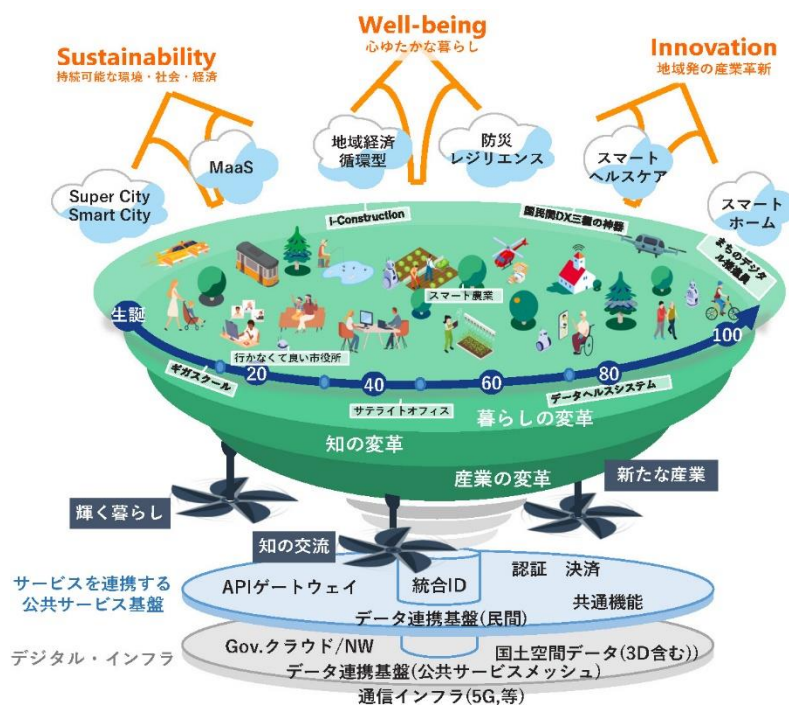 Well-being
心ゆたかな暮らし
Sustainability
持続可能な環境・社会・経済
Innovation
地域発の産業革新
MaaS
地域経済
循環型
防災
レジリエンス
スマート
ヘルスケア
Super City
Smart City
スマート
ホーム
i-Construction
国民間DX三種の神器
まちのデジタ
ル推進員
スマート農業
生誕
行かなくて良い市役所
ギガスクール
20
40
60
80
100
サテライトオフィス
データヘルスシステム
暮らしの変革
知の変革
産業の変革
新たな産業
輝く暮らし
知の交流
サービスを連携する
公共サービス基盤
APIゲートウェイ
統合ID
認証 決済
共通機能
データ連携基盤(民間)
デジタル・インフラ
Gov.クラウド/NW
国土空間データ(3D含む))
データ連携基盤(公共サービスメッシュ)
通信インフラ(5G,等)